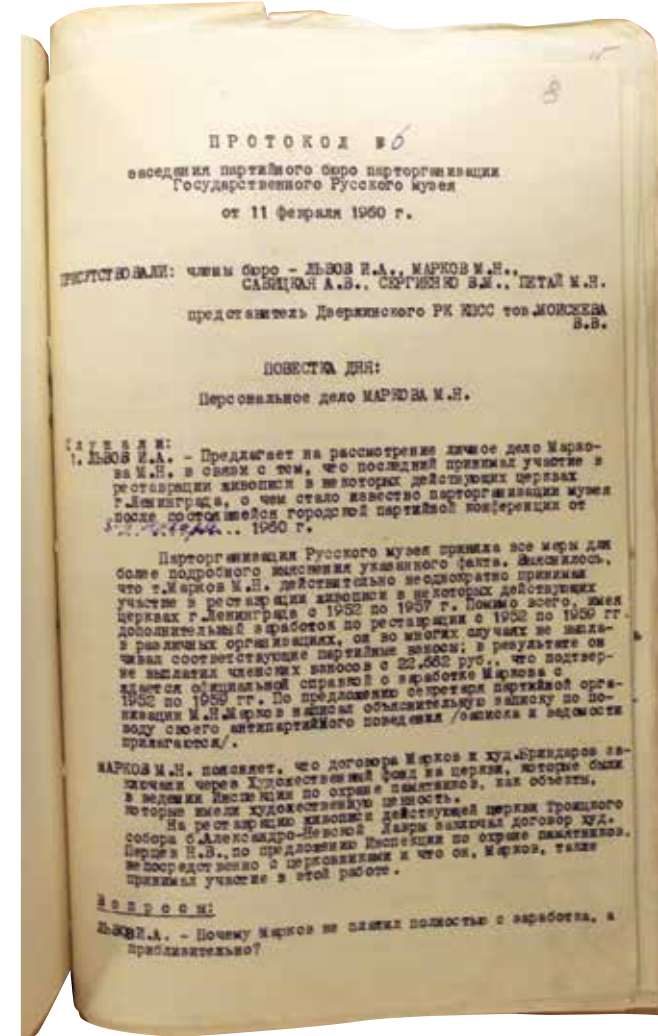 8
ПРОТОКОЛ № 6
заседания партийного бюро парторганизации
Государственного Русского музея
от 11 февраля 1960 г.
ПРИСУТСТВОВАЛИ: члены бюро – ЛЬВОВ И.А., МАРКОВ М.Н.,
САВИЦКАЯ А.В., СЕРГИЕНКО В.М., ПЕТАЙ М.Н.
представитель Дзержинского РК КПСС тов.МОИСЕЕВА
В.В.
ПОВЕСТКА ДНЯ:
Персональное дело МАРКОВА М.Н.
Слушали:
1. ЛЬВОВ И.А. – Предлагает на рассмотрение личное дело Марко-
ва М.Н. в связи с тем, что последний принимал участие в
реставрации живописи в некоторых действующих церквах
г.Ленинграда, о чем стало известно парторганизации музея
после состоявшейся городской партийной конференции от
1960 г.
Парторганизация Русского музея приняла все меры для
более подробного выяснения указанного факта. Выяснилось,
что т.Марков М.Н. действительно неоднократно принимал
участие в реставрации живописи в некоторых действующих
церквах г.Ленинграда с 1952 по 1957 г. Помимо всего, имея
дополнительный заработок по реставрации с 1952 по 1959 гг.
в различных организациях, он во многих случаях не выпла-
чивал соответствующие партийные взносы; в результате он
не выплатил членских взносов с 22.662 руб., что подтвер-
ждается официальной справкой о заработке Маркова с
1952 по 1959 гг. По предложению секретаря партийной орга-
низации М.Н.Марков написал объяснительную записку по по-
воду своего антипартийного поведения /записка и ведомости
прилагаются/.
МАРКОВ М.Н. поясняет, что договора Марков и худ.Бриндаров за-
ключали через Художественный фонд на церкви, которые были
в ведении Инспекции по охране памятников, как объекты,
которые имели художественную ценность.
На реставрацию живописи действующей церкви Троицкого
собора б.Александро-Невской Лавры заключал договор худ.
Перцев Н.В., по предложению Инспекции по охране памятников,
непосредственно с церковниками и что он, Марков, также
принимал участие в этой работе.
Вопросы:
ЛЬВОВ И.А. – Почему Марков не платил полностью с заработка, а
приблизительно?